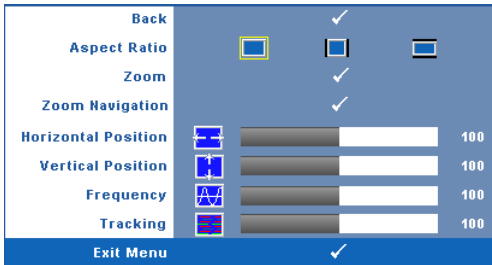 Back
Aspect Ratio
Zoom
Zoom Navigation
Horizontal Position 100
Vertical Position 100
Frequency 100
Tracking 100
Exit Menu